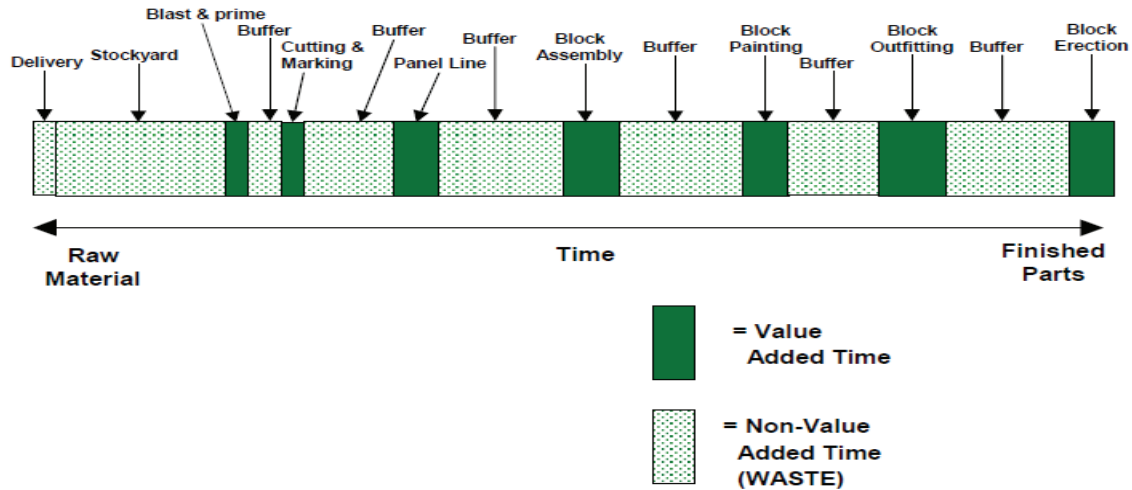 Delivery
Stockyard
Blast & prime
Buffer
Cutting &
Marking
Buffer
Panel Line
Buffer
Block
Assembly
Buffer
Block
Painting
Buffer
Block
Outfitting
Buffer
Block
Erection
Raw
Material
Time
Finished
Parts
= Value
Added Time
= Non-Value
Added Time
(WASTE)